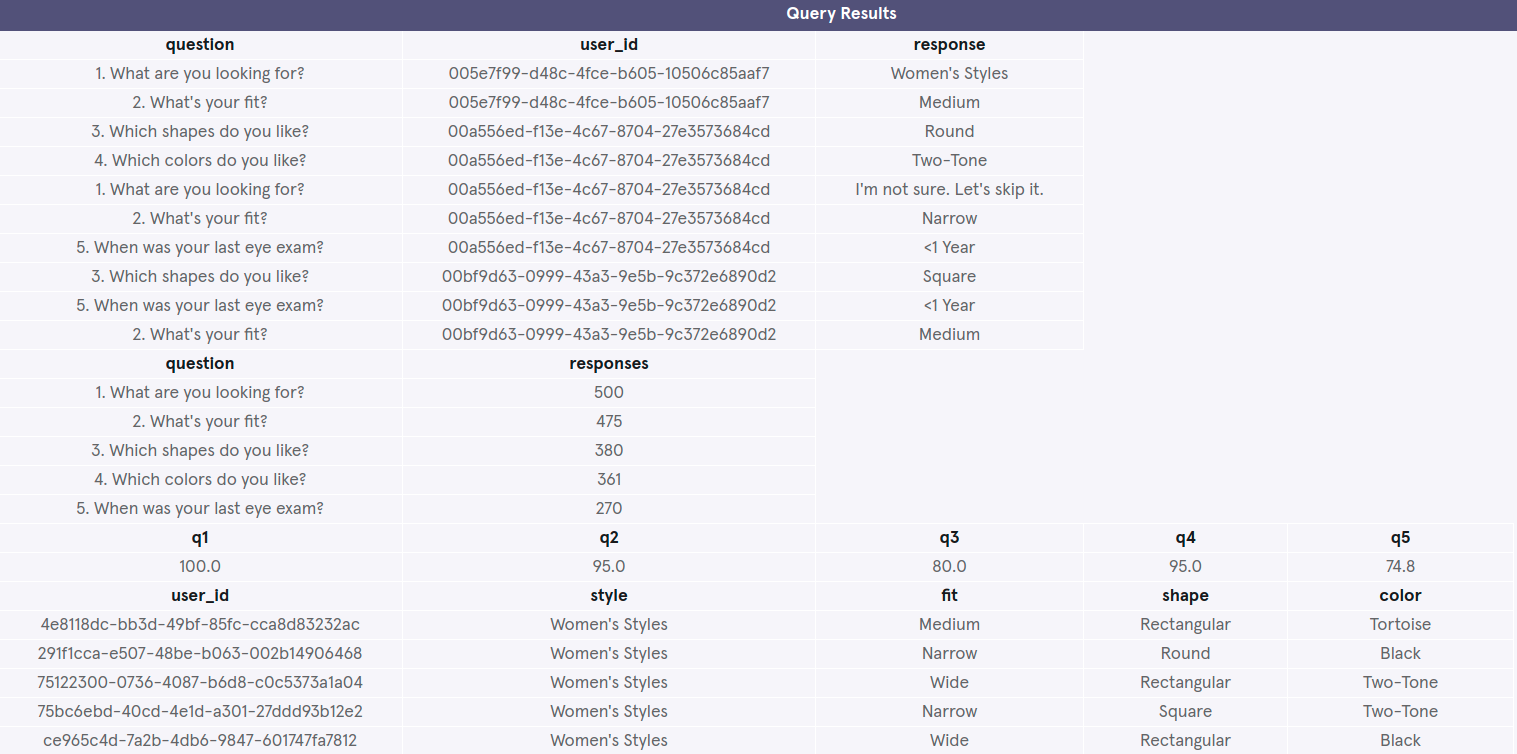 Query Results
question user_id response
1. What are you looking for? 005e7f99-d48c-4fce-b605-10506c85aaf7 Women's Styles
2. What's your fit? 005e7f99-d48c-4fce-b605-10506c85aaf7 Medium
3. Which shapes do you like? 00a556ed-f13e-4c67-8704-27e3573684cd Round
4. Which colors do you like? 00a556ed-f13e-4c67-8704-27e3573684cd Two-Tone
1. What are you looking for? 00a556ed-f13e-4c67-8704-27e3573684cd I'm not sure. Let's skip it.
2. What's your fit? 00a556ed-f13e-4c67-8704-27e3573684cd Narrow
5. When was your last eye exam? 00a556ed-f13e-4c67-8704-27e3573684cd <1 Year
3. Which shapes do you like? 00bf9d63-0999-43a3-9e5b-9c372e6890d2 Square
5. When was your last eye exam? 00bf9d63-0999-43a3-9e5b-9c372e6890d2 <1 Year
2. What's your fit? 00bf9d63-0999-43a3-9e5b-9c372e6890d2 Medium
question responses
1. What are you looking for? 500
2. What's your fit? 475
3. Which shapes do you like? 380
4. Which colors do you like? 361
5. When was your last eye exam? 270
q1 q2 q3 q4 q5
100.0 95.0 80.0 95.0 74.8
user_id style fit shape color
4e8118dc-bb3d-49bf-85fc-cca8d83232ac Women's Styles Medium Rectangular Tortoise
291f1cca-e507-48be-b063-002b14906468 Women's Styles Narrow Round Black
75122300-0736-4087-b6d8-c0c5373a1a04 Women's Styles Wide Rectangular Two-Tone
75bc6ebd-40cd-4e1d-a301-27ddd93b12e2 Women's Styles Narrow Square Two-Tone
ce965c4d-7a2b-4db6-9847-601747fa7812 Women's Styles Wide Rectangular Black